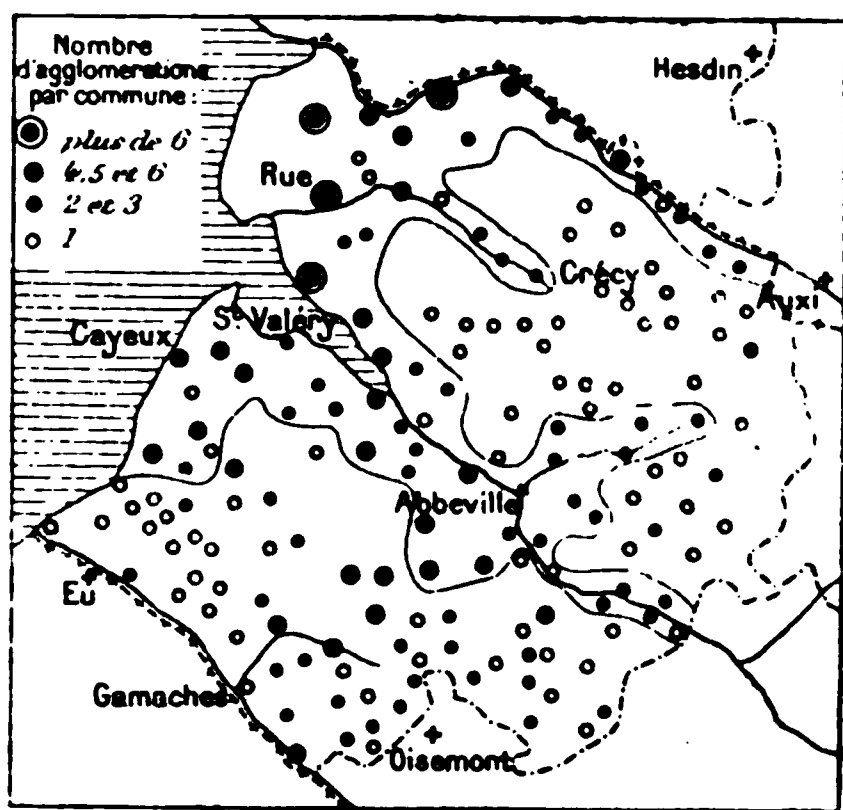 Nombre
d'agglomerations
par commune:
plus de 6
4.5 et 6
2 et 3
1
Hesdin
Rue
Crécy
Auxi
St Valéry
Cayeux
Abbeville
Eu
Gamaches
Oisemont